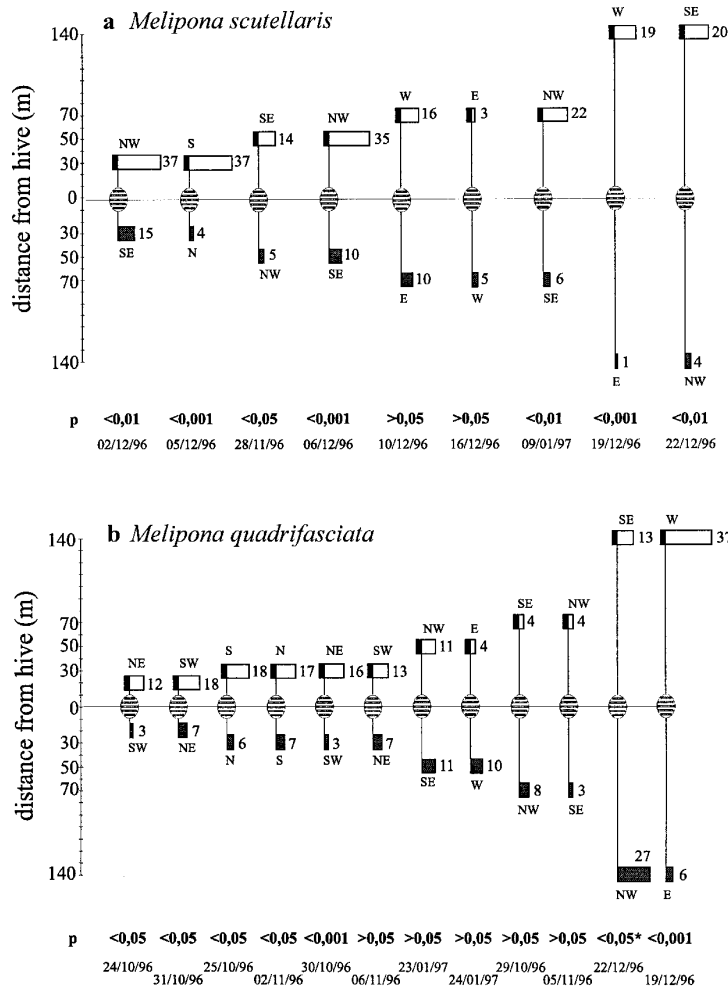 a Melipona scutellaris
distance from hive (m)
140
70
50
30
0
30
50
70
140
NW 37
S 37
SE 14
NW 35
W 16
E 3
NW 22
W 19
SE 20
15 SE
4 N
5 NW
10 SE
10 E
5 W
6 SE
1 E
4 NW
p <0,01 <0,001 <0,05 <0,001 >0,05 >0,05 <0,01 <0,001 <0,01
02/12/96 05/12/96 28/11/96 06/12/96 10/12/96 16/12/96 09/01/97 19/12/96 22/12/96
b Melipona quadrifasciata
distance from hive (m)
140
70
50
30
0
30
50
70
140
NE 12
SW 18
S 18
N 17
NE 16
SW 13
NW 11
E 4
SE 4
NW 4
SE 13
W 37
3 SW
7 NE
6 N
7 S
3 SW
7 NE
11 SE
10 W
8 NW
3 SE
27 NW
6 E
p <0,05 <0,05 <0,05 <0,05 <0,001 >0,05 >0,05 >0,05 >0,05 >0,05 <0,05* <0,001
24/10/96 31/10/96 25/10/96 02/11/96 30/10/96 06/11/96 23/01/97 24/01/97 29/10/96 05/11/96 22/12/96 19/12/96